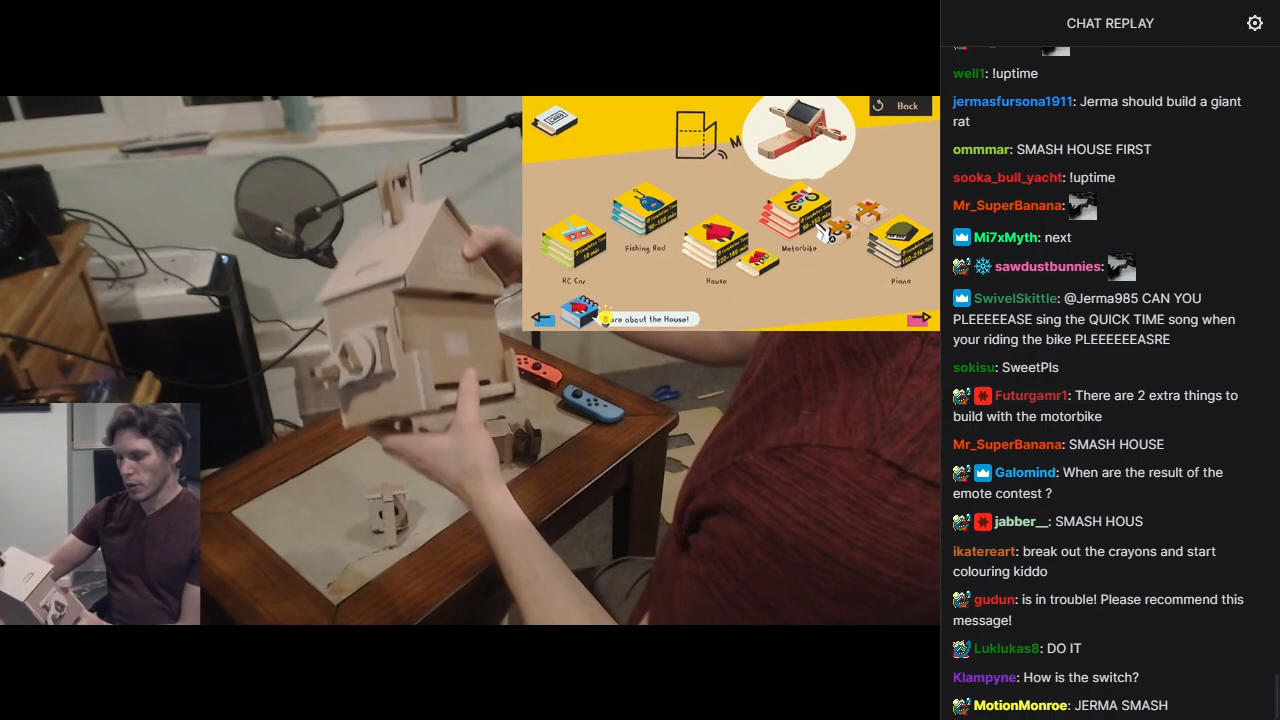 CHAT REPLAY
well1: !uptime
jermasfursona1911: Jerma should build a giant
rat
ommmar: SMASH HOUSE FIRST
sooka_bull_yacht: !uptime
Mr_SuperBanana:
Mi7xMyth: next
sawdustbunnies:
SwivelSkittle: @Jerma985 CAN YOU
PLEEEEEASE sing the QUICK TIME song when
your riding the bike PLEEEEEEASRE
sokisu: SweetPls
Futurgamr1: There are 2 extra things to
build with the motorbike
Mr_SuperBanana: SMASH HOUSE
Galomind: When are the result of the
emote contest ?
jabber__: SMASH HOUS
ikatereart: break out the crayons and start
colouring kiddo
gudun: is in trouble! Please recommend this
message!
Luklukas8: DO IT
Klampyne: How is the switch?
MotionMonroe: JERMA SMASH
Back
M
Fishing Rod
Motorbike
RC Car
House
Piano
ore about the House!